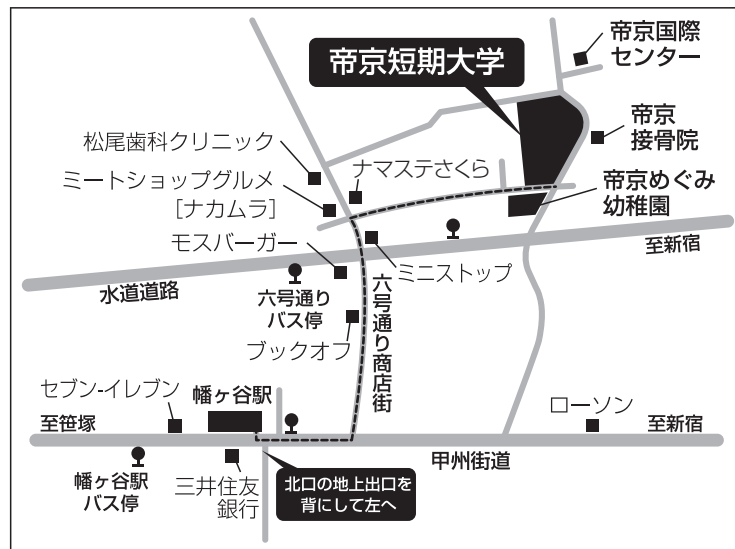 帝京国際
センター
帝京短期大学
帝京
接骨院
松尾歯科クリニック
ナマステさくら
ミートショップグルメ
[ナカムラ]
帝京めぐみ
幼稚園
モスバーガー
至新宿
ミニストップ
水道道路
六号通り
バス停
六号通り商店街
ブックオフ
セブン-イレブン
幡ヶ谷駅
ローソン
至笹塚
至新宿
甲州街道
幡ヶ谷駅
バス停
三井住友
銀行
北口の地上出口を
背にして左へ